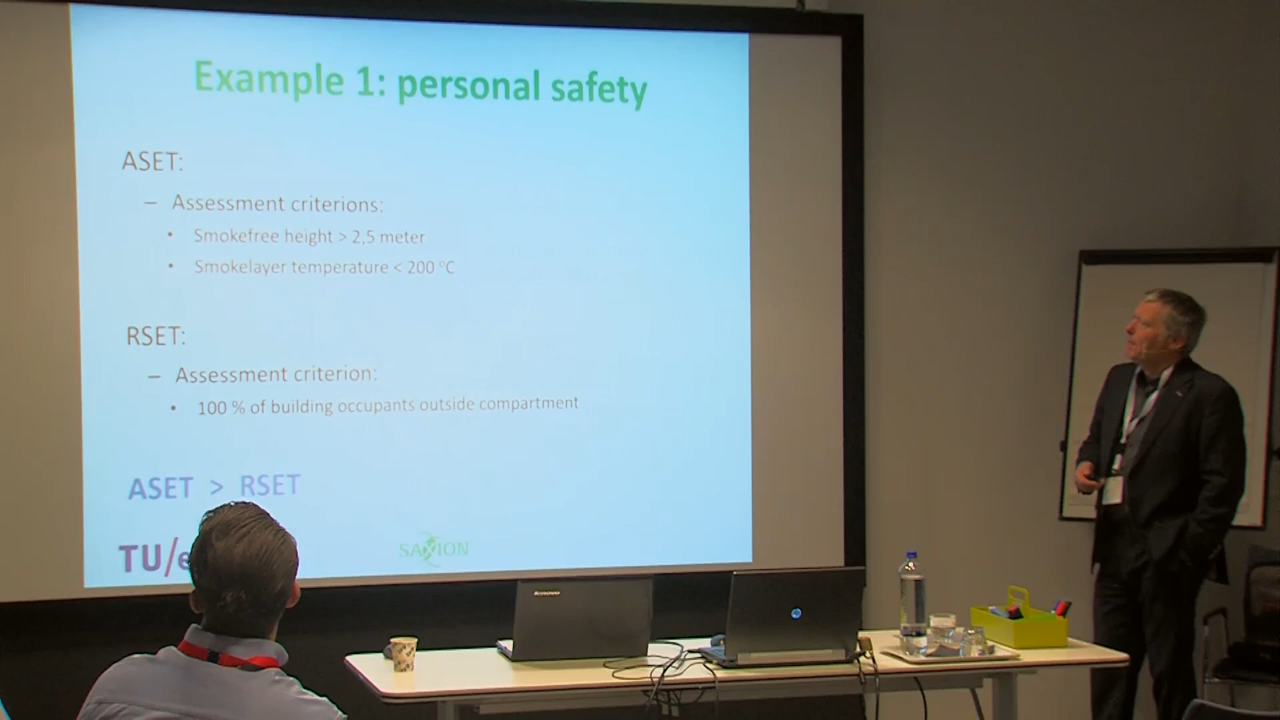 Example 1: personal safety
ASET:
– Assessment criterions:
• Smokefree height > 2,5 meter
• Smokelayer temperature < 200 °C
RSET:
– Assessment criterion:
• 100 % of building occupants outside compartment
ASET > RSET
TU/e
SAXION
lenovo
hp